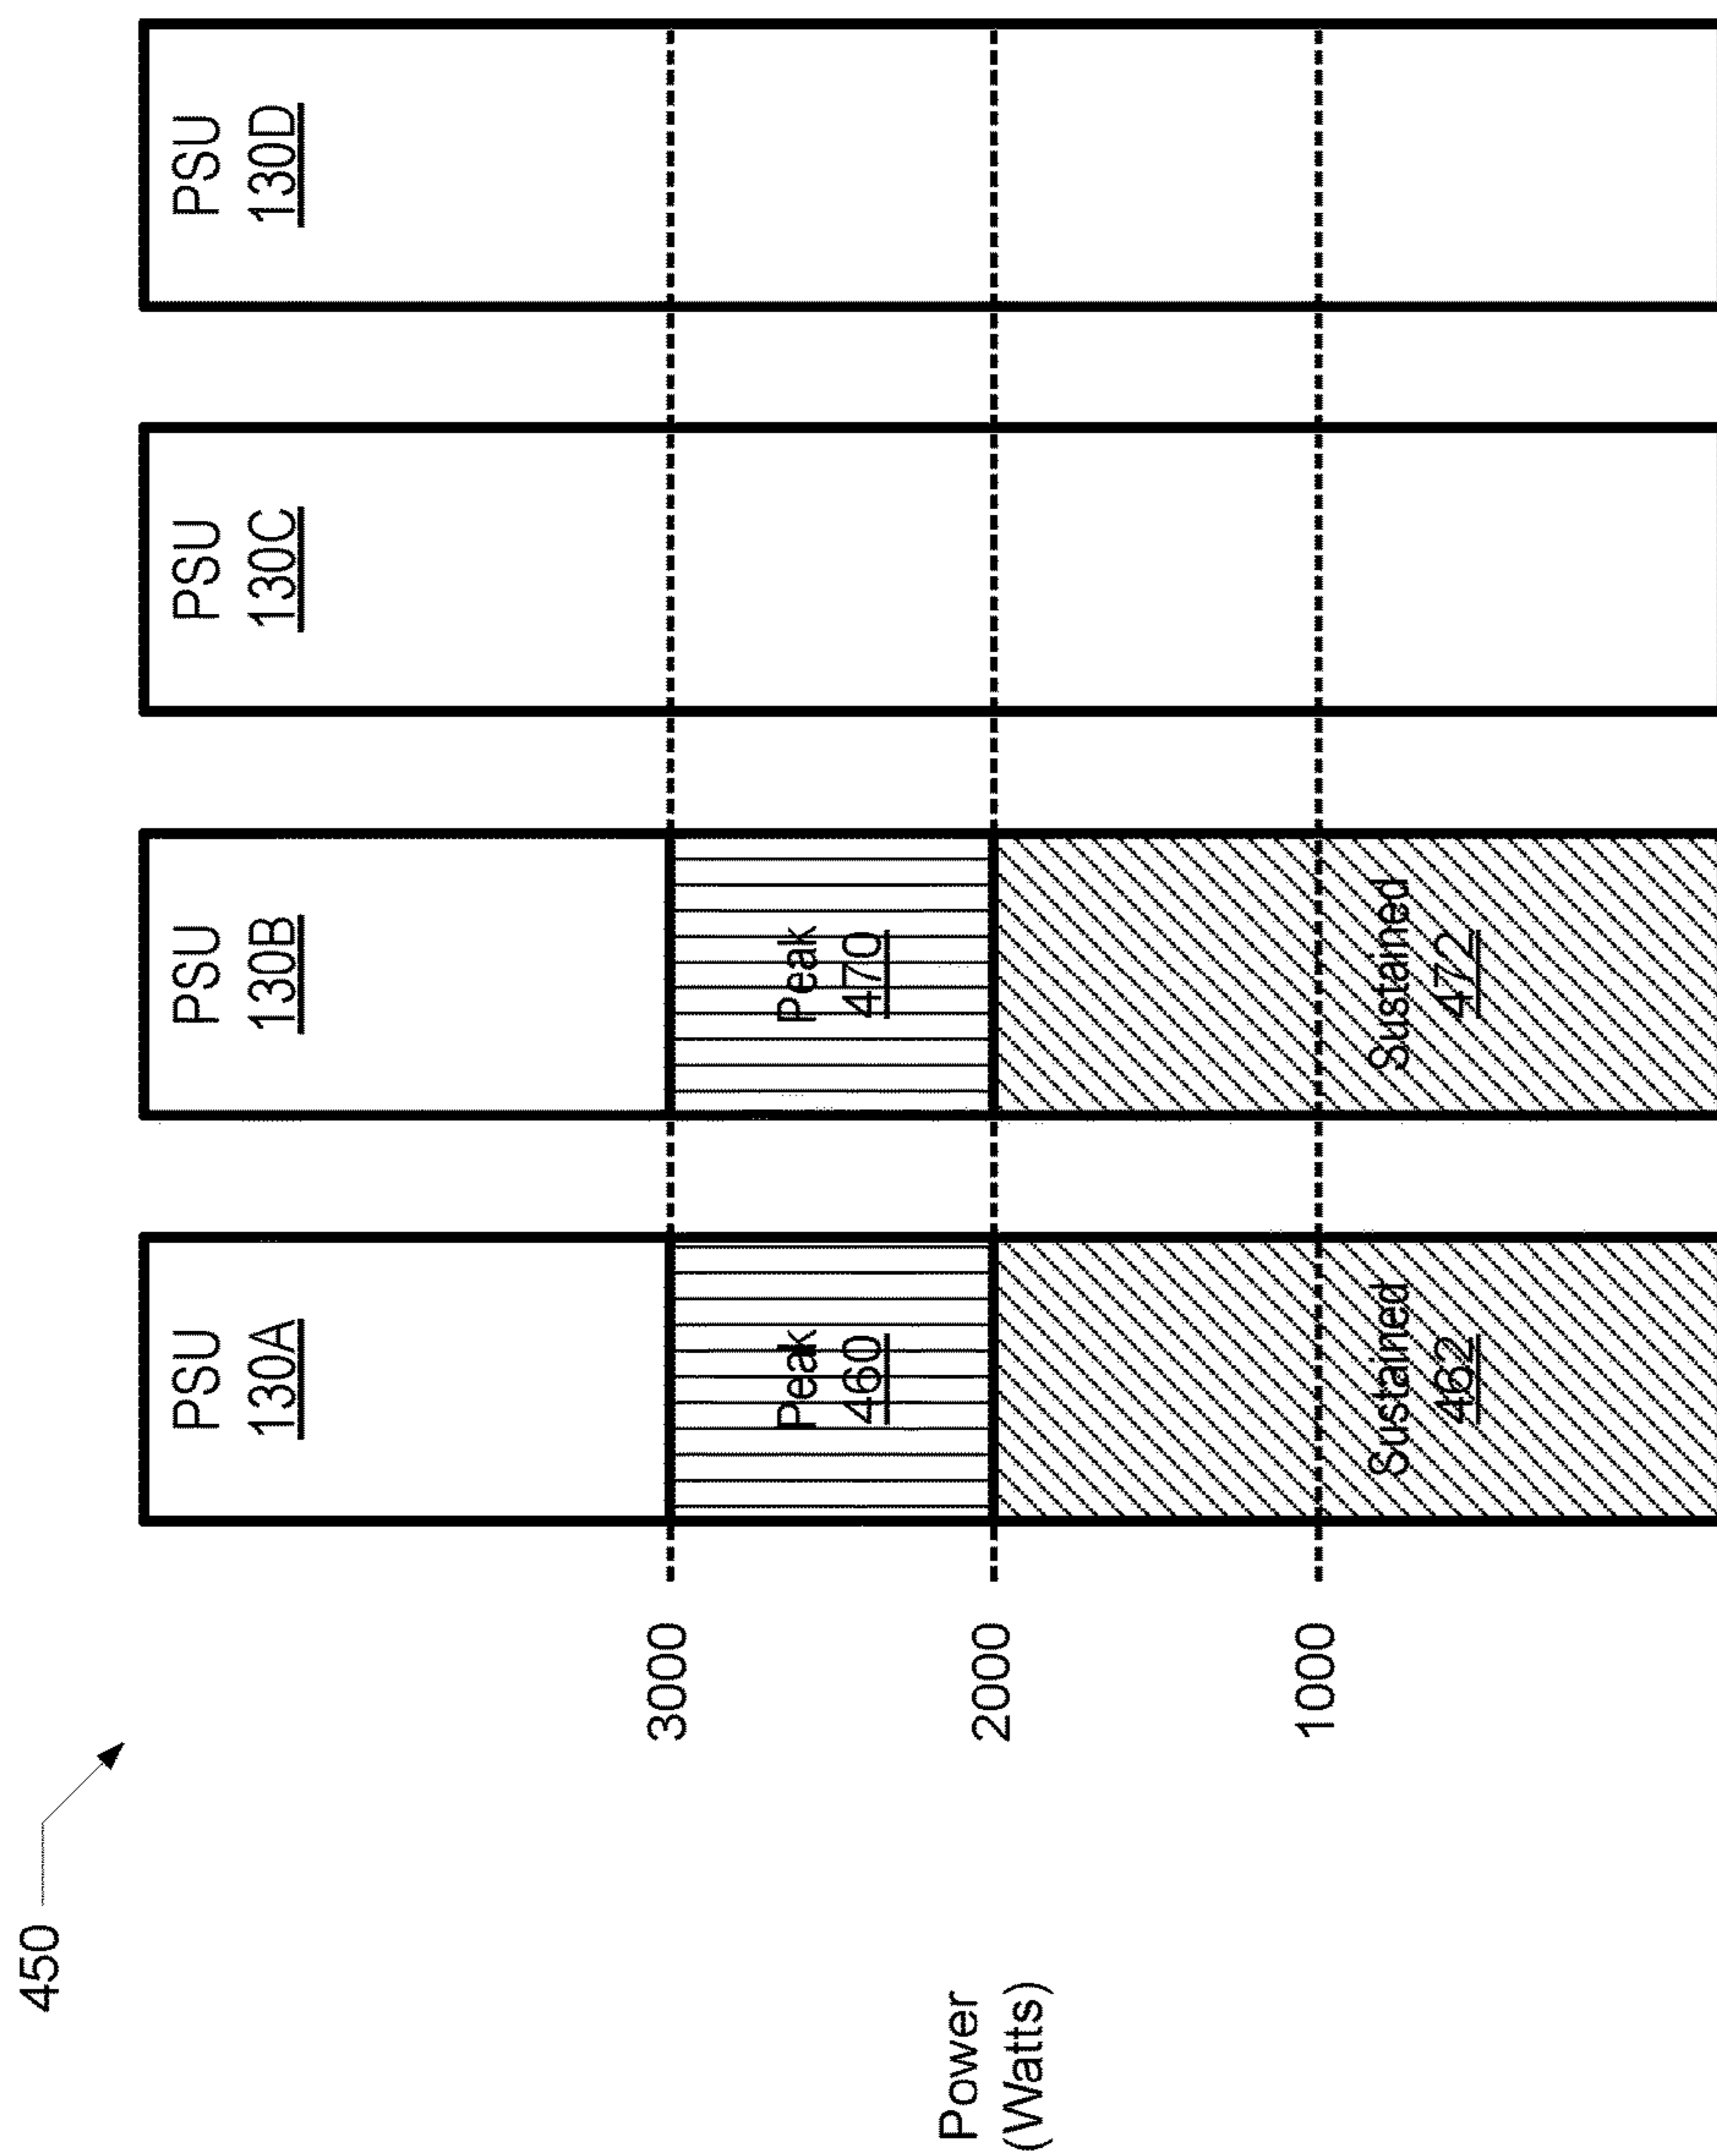 450
PSU
130A
PSU
130B
PSU
130C
PSU
130D
3000
Peak
460
Peak
470
Power
(Watts)
2000
1000
Sustained
462
Sustained
472